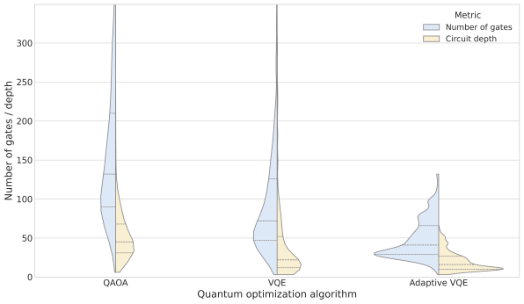 Metric
Number of gates
Circuit depth
Number of gates / depth
300
250
200
150
100
50
0
QAOA VQE Adaptive VQE
Quantum optimization algorithm